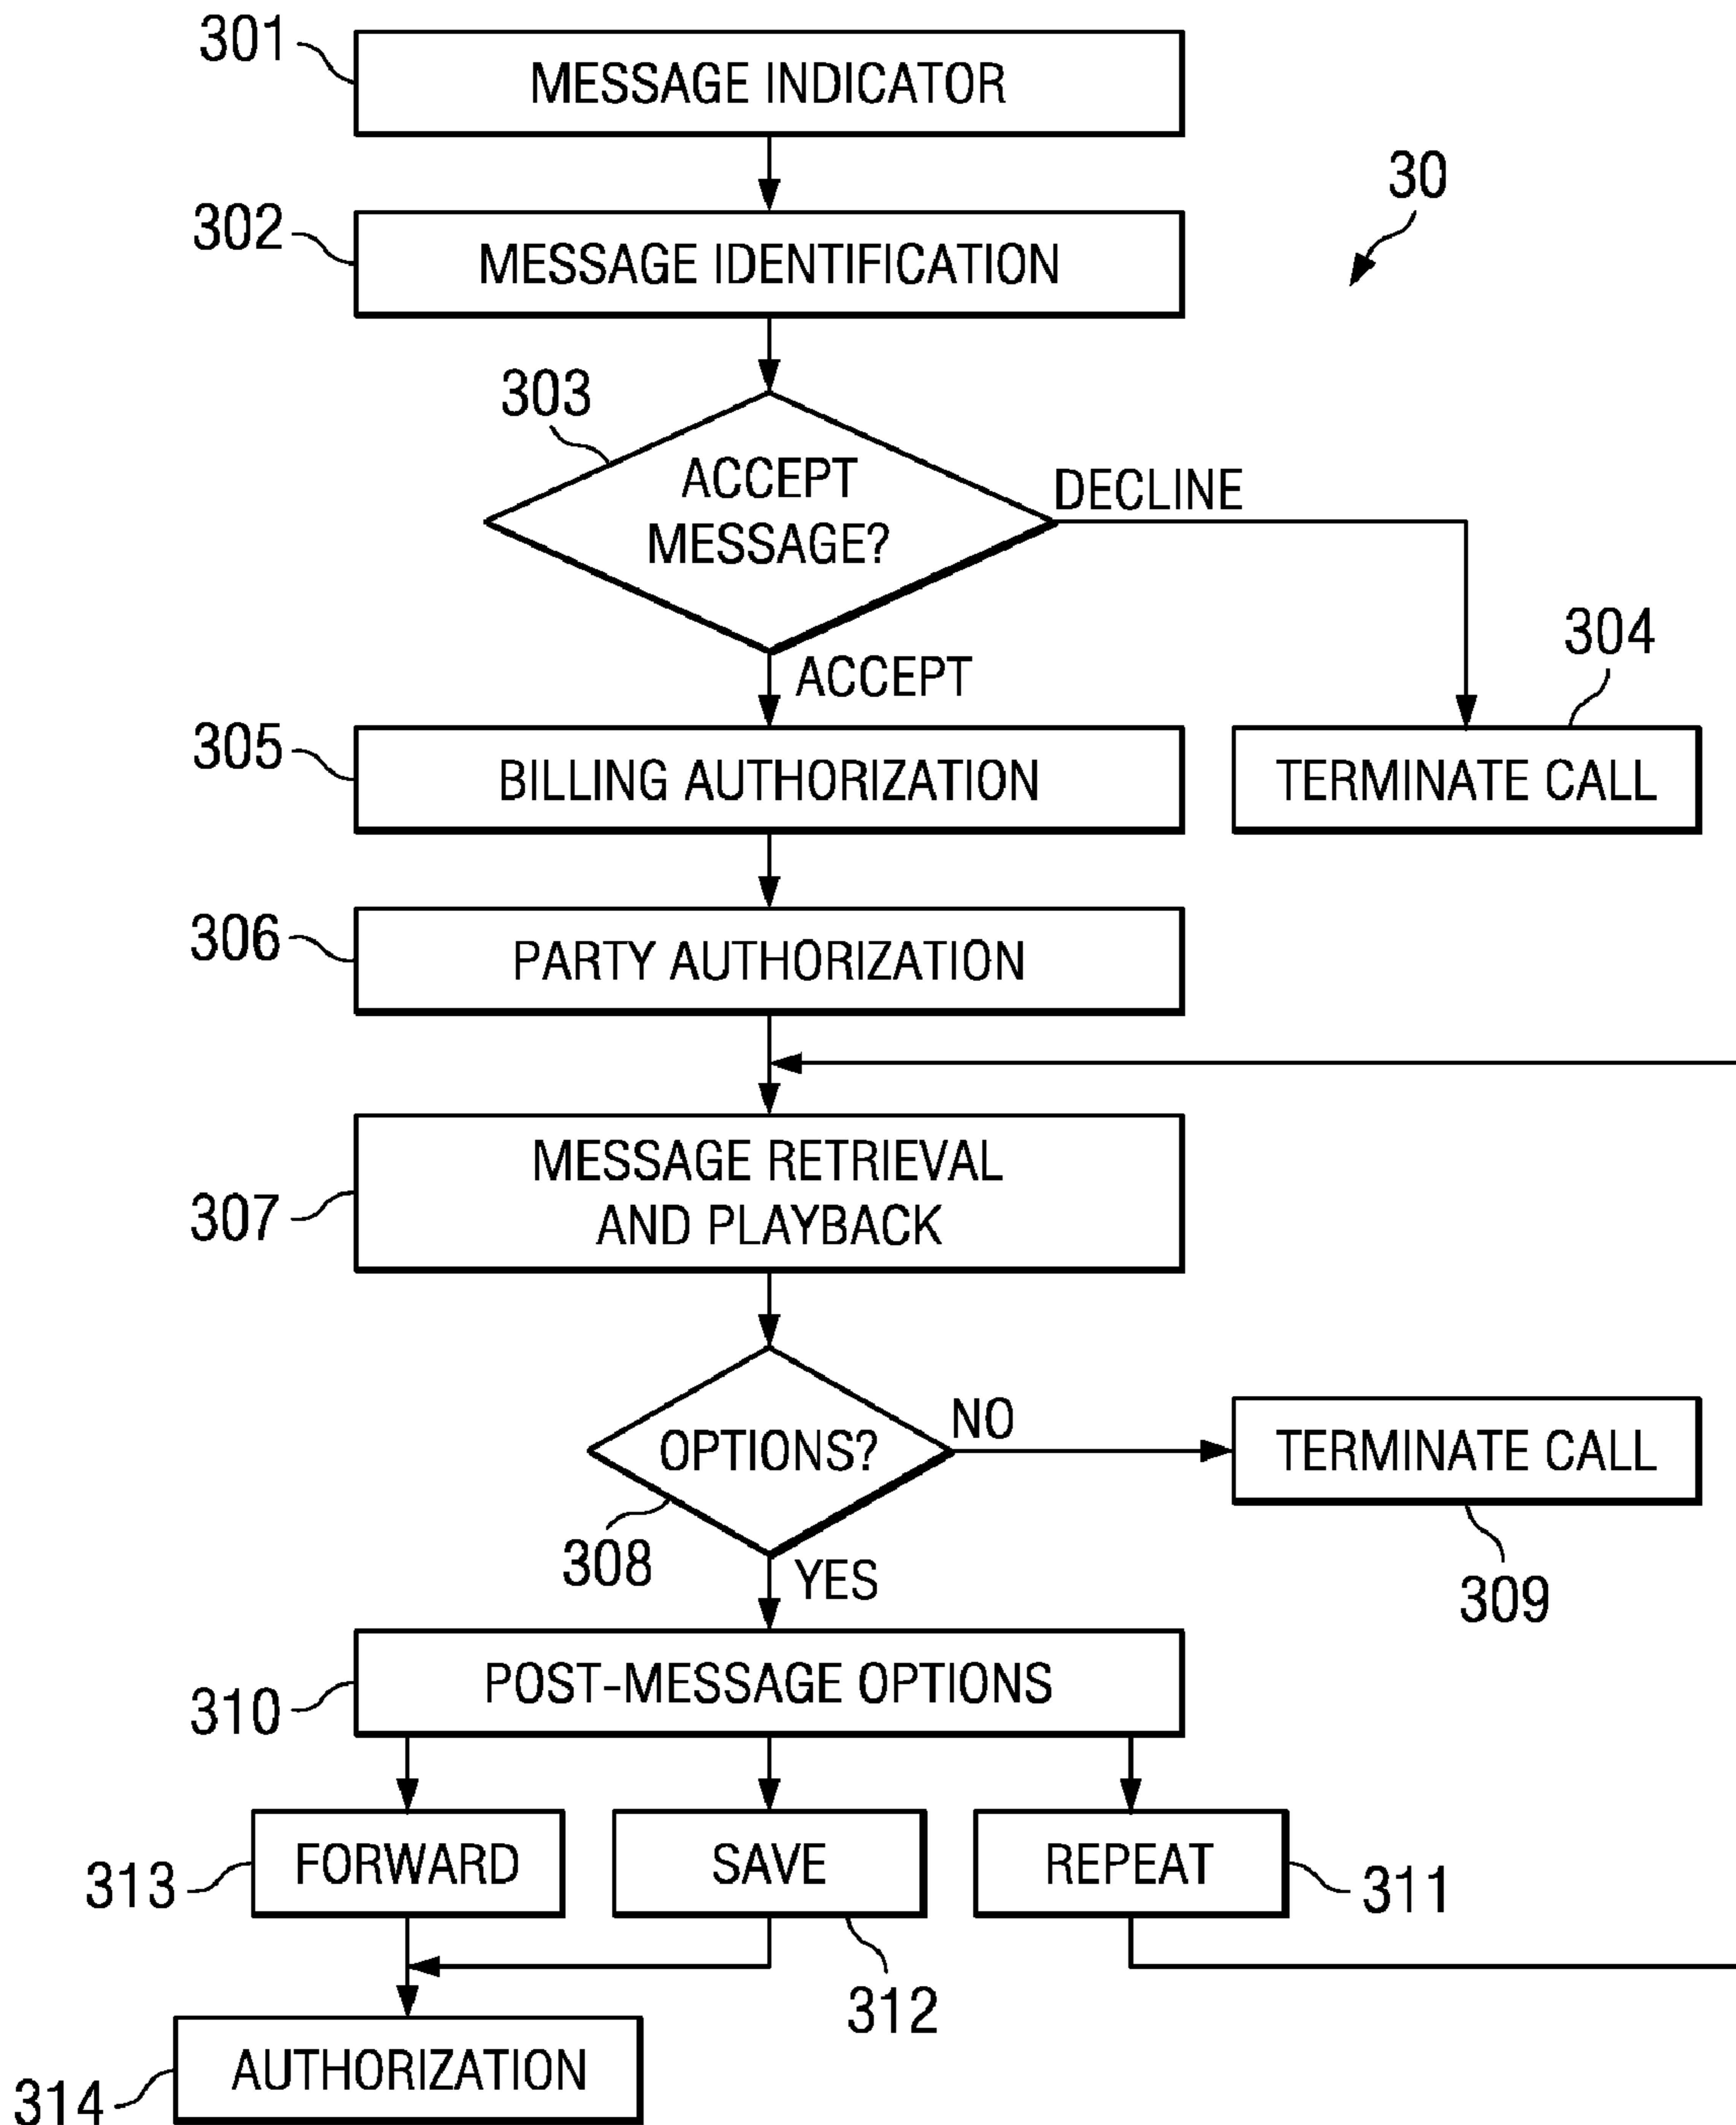 301
MESSAGE INDICATOR
30
302
MESSAGE IDENTIFICATION
303
ACCEPT
MESSAGE?
DECLINE
304
ACCEPT
305
BILLING AUTHORIZATION
TERMINATE CALL
306
PARTY AUTHORIZATION
307
MESSAGE RETRIEVAL
AND PLAYBACK
OPTIONS?
NO
TERMINATE CALL
308
YES
309
310
POST-MESSAGE OPTIONS
313
FORWARD
SAVE
REPEAT
311
312
314
AUTHORIZATION